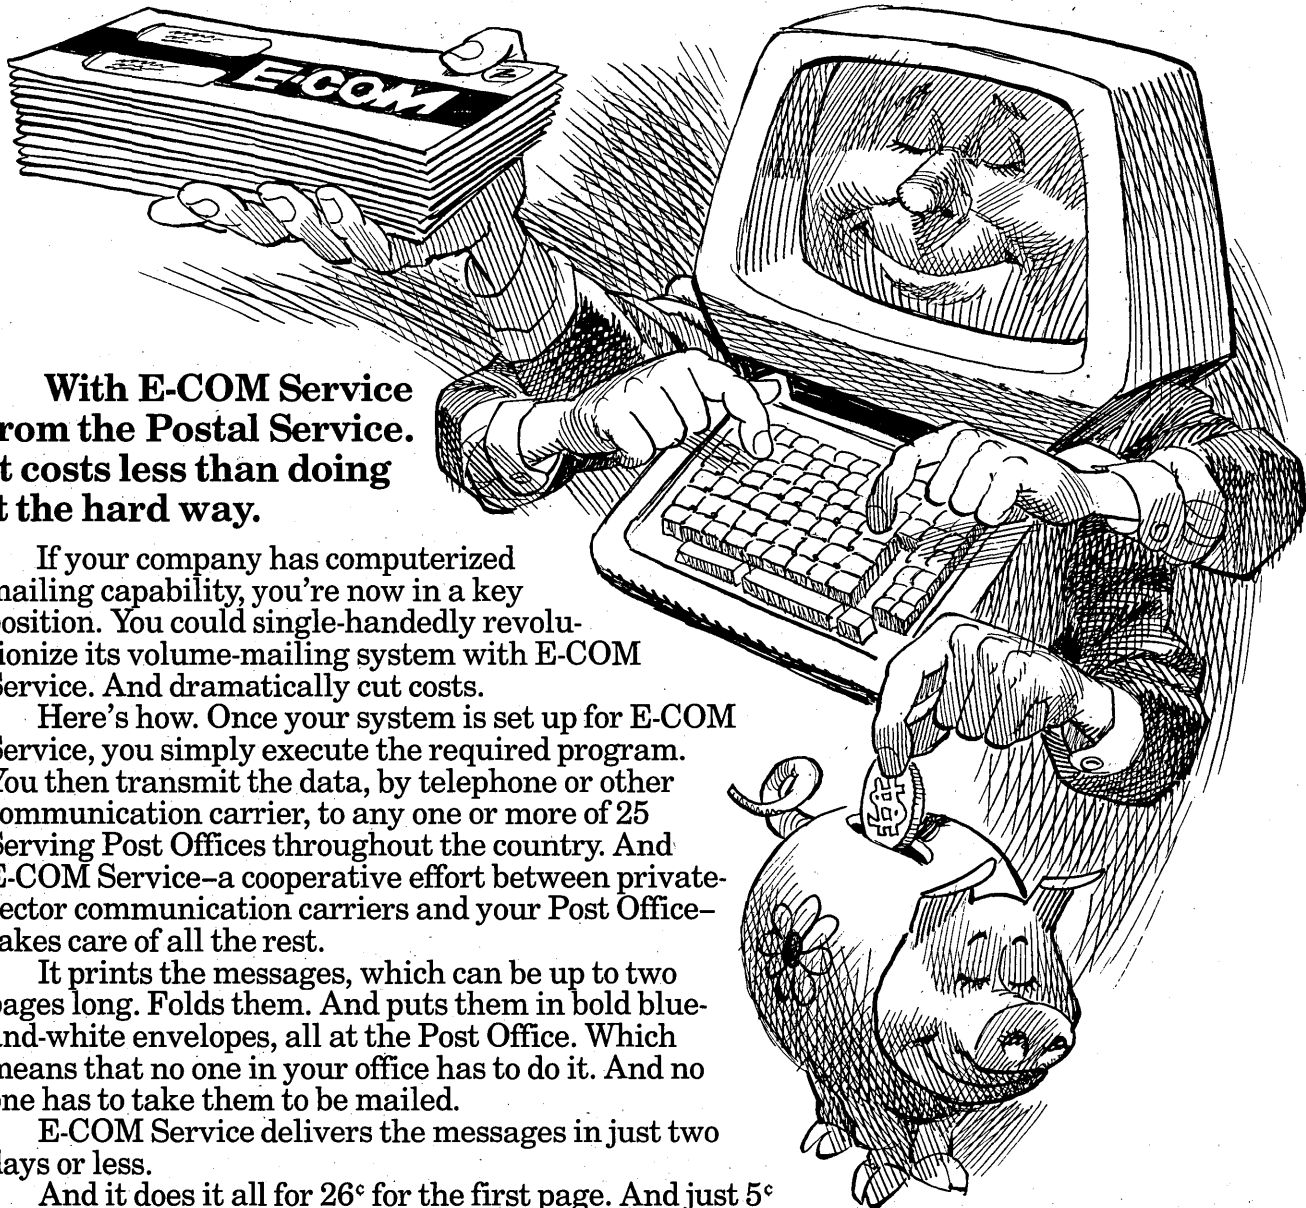 E-COM
With E-COM Service
rom the Postal Service.
t costs less than doing
t the hard way.
If your company has computerized
mailing capability, you're now in a key
osition. You could single-handedly revolu-
ionize its volume-mailing system with E-COM
Service. And dramatically cut costs.
Here's how. Once your system is set up for E-COM
Service, you simply execute the required program.
You then transmit the data, by telephone or other
ommunication carrier, to any one or more of 25
Serving Post Offices throughout the country. And
E-COM Service–a cooperative effort between private-
ector communication carriers and your Post Office–
akes care of all the rest.
It prints the messages, which can be up to two
ages long. Folds them. And puts them in bold blue-
and-white envelopes, all at the Post Office. Which
means that no one in your office has to do it. And no
one has to take them to be mailed.
E-COM Service delivers the messages in just two
days or less.
And it does it all for 26¢ for the first page. And just 5¢